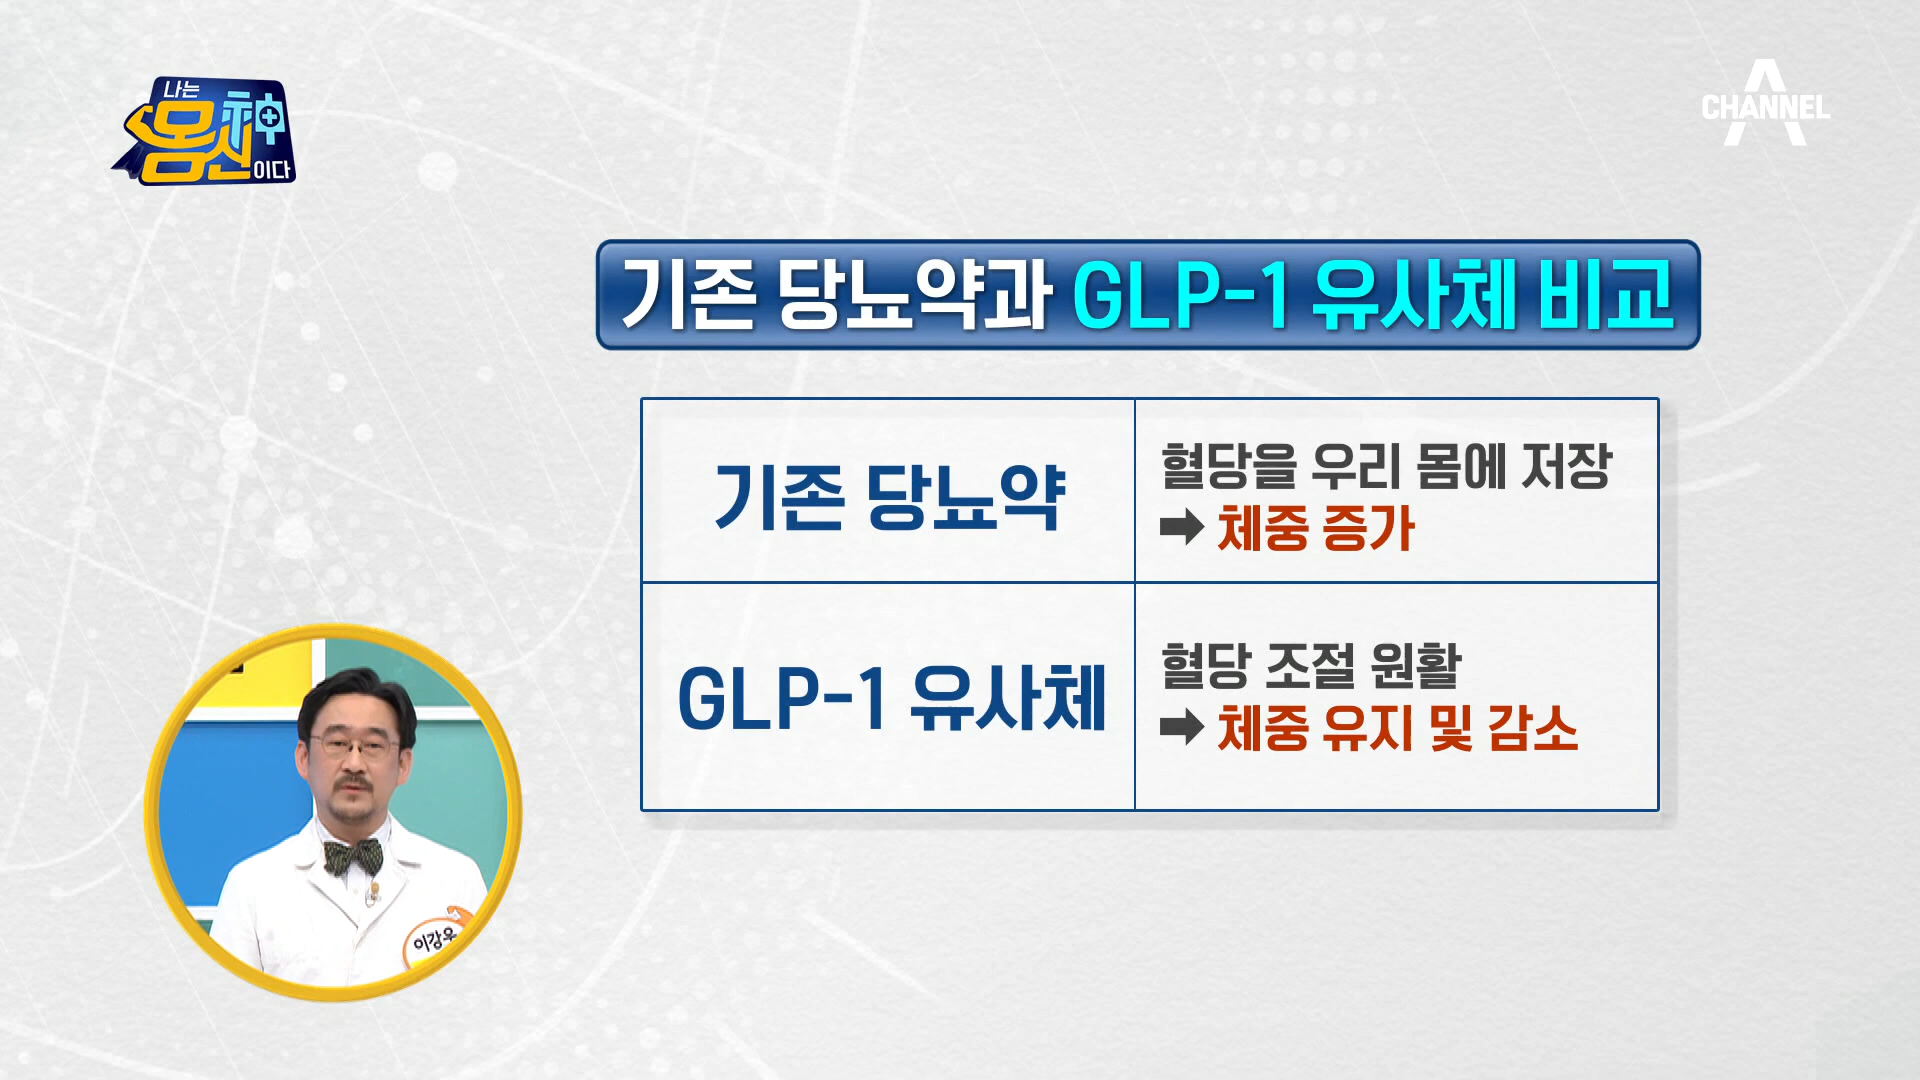 나는
몸신神
이다
CHANNEL A
기존 당뇨약과 GLP-1 유사체 비교
기존 당뇨약
혈당을 우리 몸에 저장
➡ 체중 증가
GLP-1 유사체
혈당 조절 원활
➡ 체중 유지 및 감소
이강우